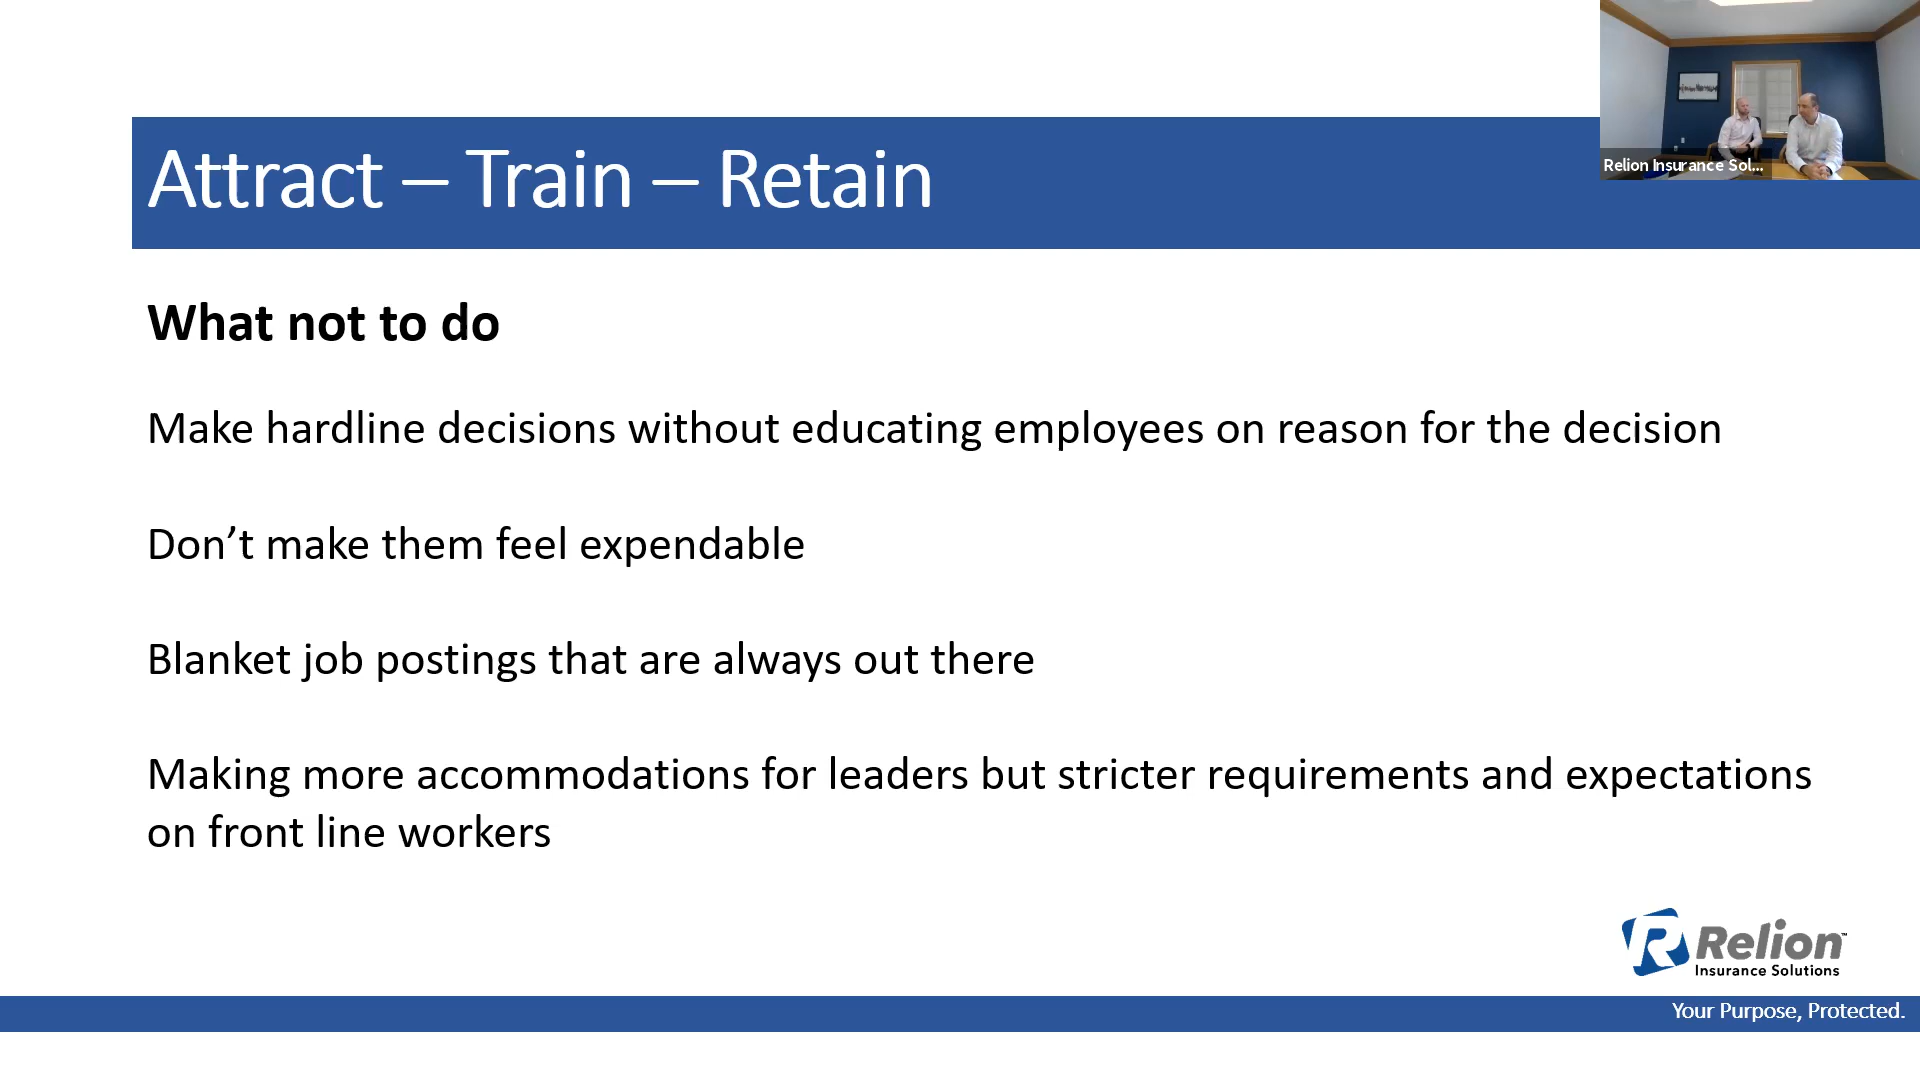 Relion Insurance Sol...
Attract – Train – Retain
What not to do
Make hardline decisions without educating employees on reason for the decision
Don’t make them feel expendable
Blanket job postings that are always out there
Making more accommodations for leaders but stricter requirements and expectations
on front line workers
Relion™
Insurance Solutions
Your Purpose, Protected.